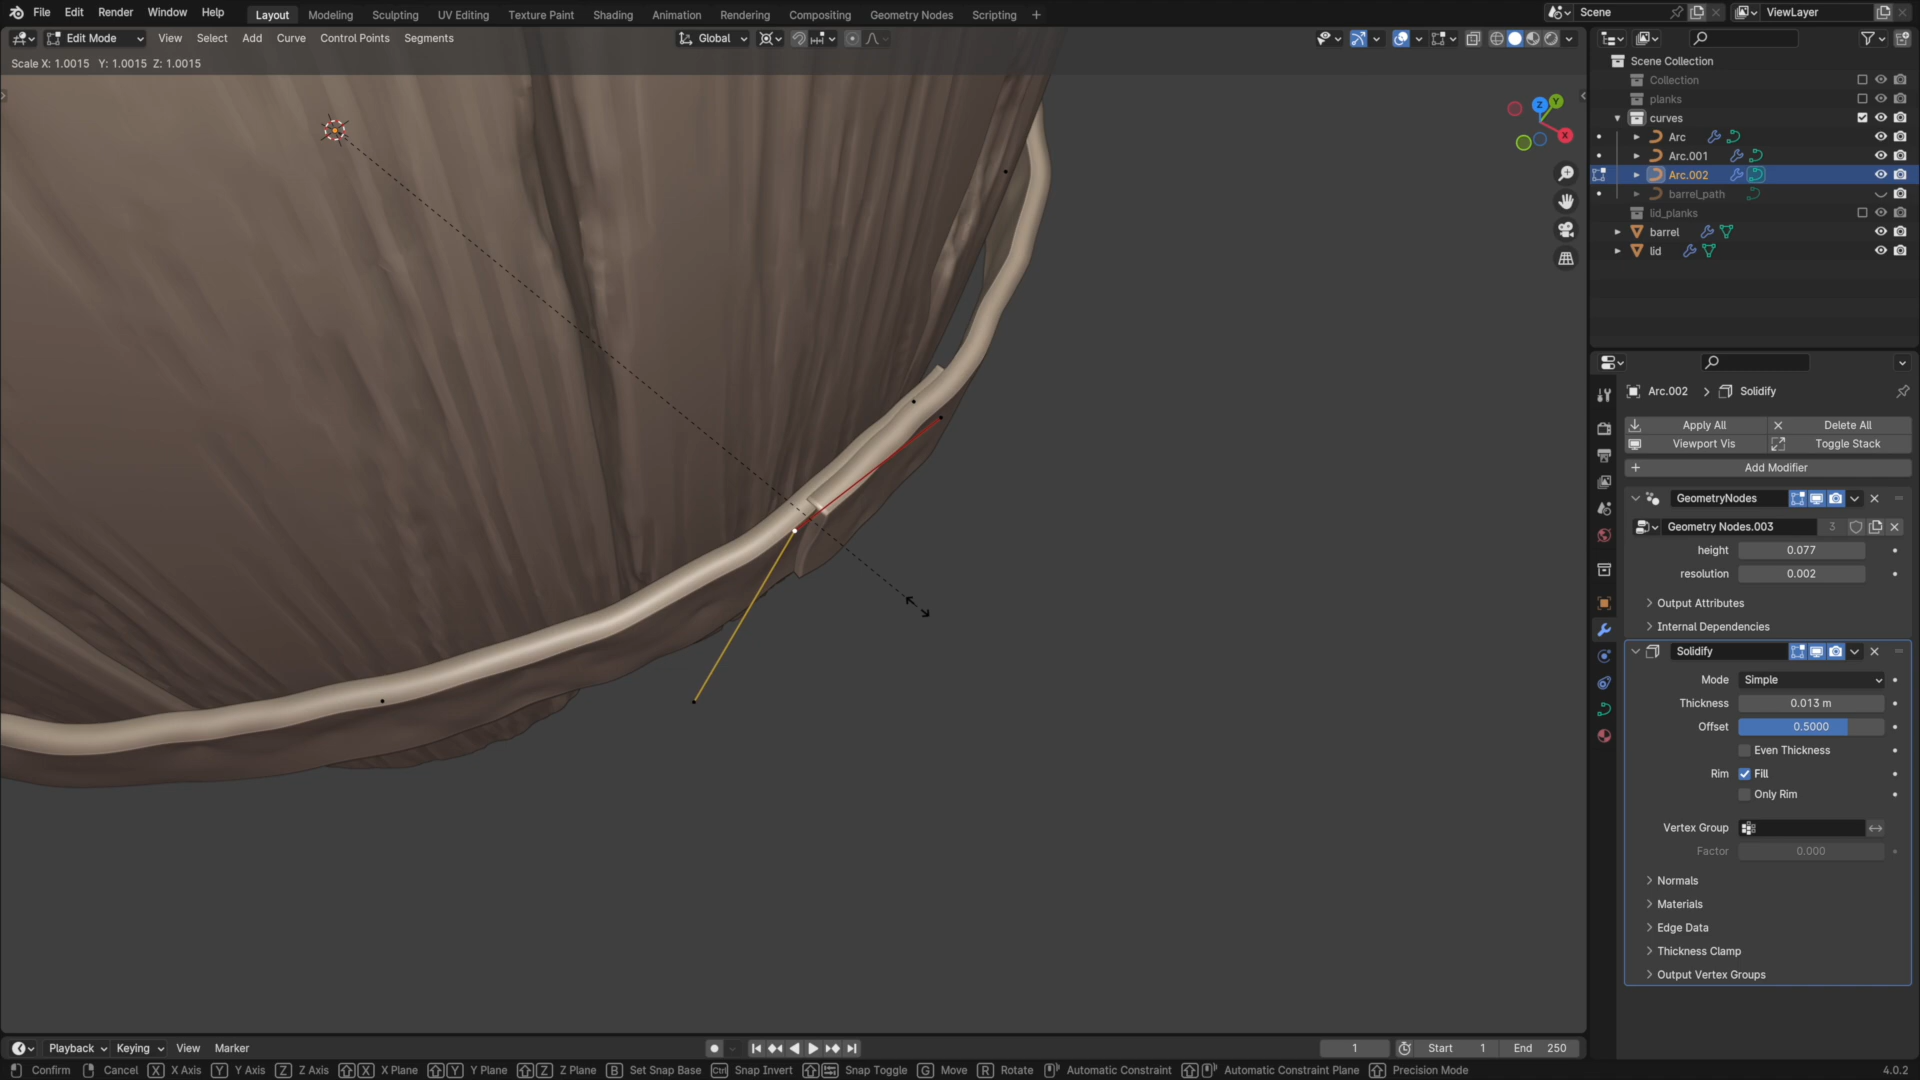 File Edit Render Window Help Layout Modeling Sculpting UV Editing Texture Paint Shading Animation Rendering Compositing Geometry Nodes Scripting + Scene ViewLayer
Edit Mode View Select Add Curve Control Points Segments Global
Scale X: 1.0015 Y: 1.0015 Z: 1.0015
Z Y X
Scene Collection
Collection
planks
curves
Arc
Arc.001
Arc.002
barrel_path
lid_planks
barrel
lid
Arc.002 > Solidify
Apply All Delete All
Viewport Vis Toggle Stack
Add Modifier
GeometryNodes
Geometry Nodes.003 3
height 0.077
resolution 0.002
Output Attributes
Internal Dependencies
Solidify
Mode Simple
Thickness 0.013 m
Offset 0.5000
Even Thickness
Rim Fill
Only Rim
Vertex Group
Factor 0.000
Normals
Materials
Edge Data
Thickness Clamp
Output Vertex Groups
Playback Keying View Marker 1 Start 1 End 250
Confirm Cancel X X Axis Y Y Axis Z Z Axis X X Plane Y Y Plane Z Z Plane B Set Snap Base Ctrl Snap Invert Snap Toggle G Move R Rotate Automatic Constraint Automatic Constraint Plane Precision Mode 4.0.2